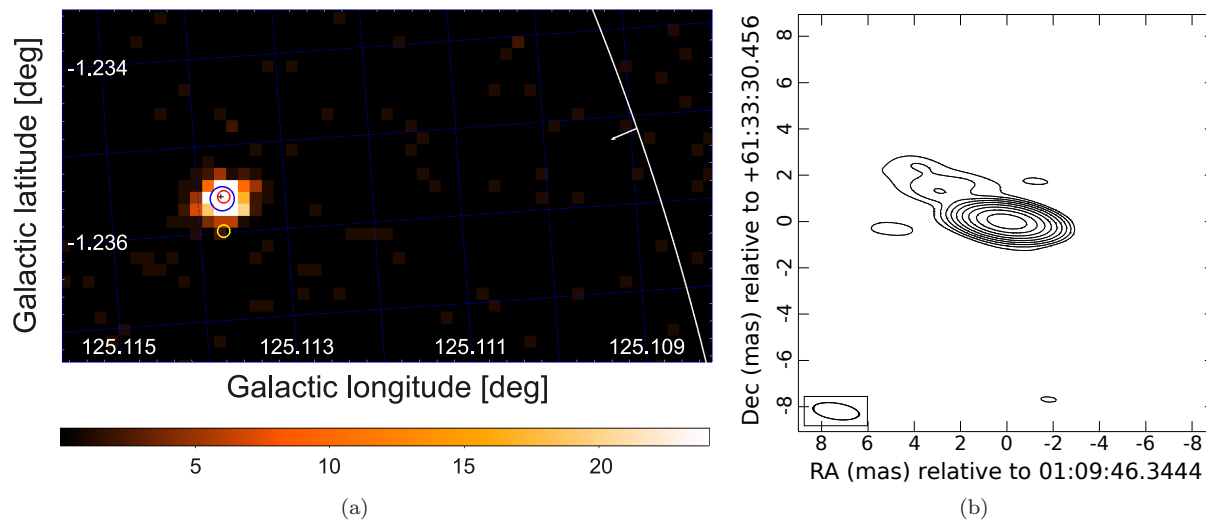 Galactic latitude [deg]
-1.234
-1.236
125.115 125.113 125.111 125.109
Galactic longitude [deg]
5 10 15 20
(a)
Dec (mas) relative to +61:33:30.456
8
6
4
2
0
-2
-4
-6
-8
8 6 4 2 0 -2 -4 -6 -8
RA (mas) relative to 01:09:46.3444
(b)